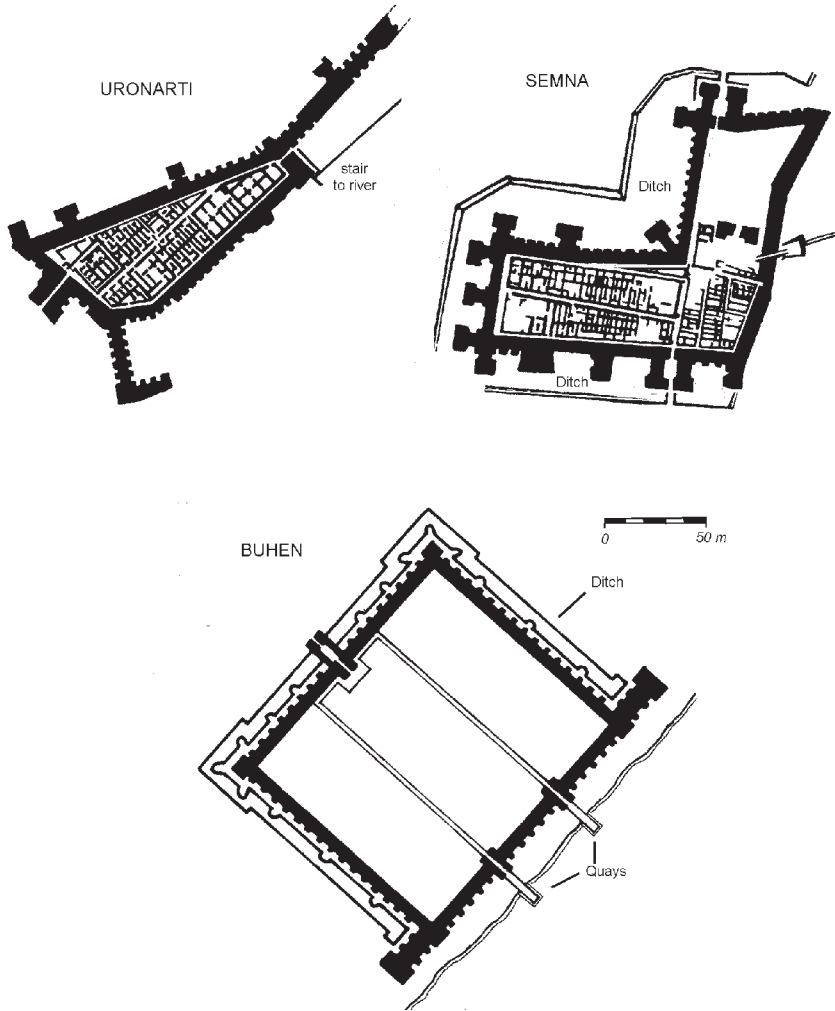 URONARTI
SEMNA
stair
to river
Ditch
Ditch
BUHEN
0 50 m
Ditch
Quays